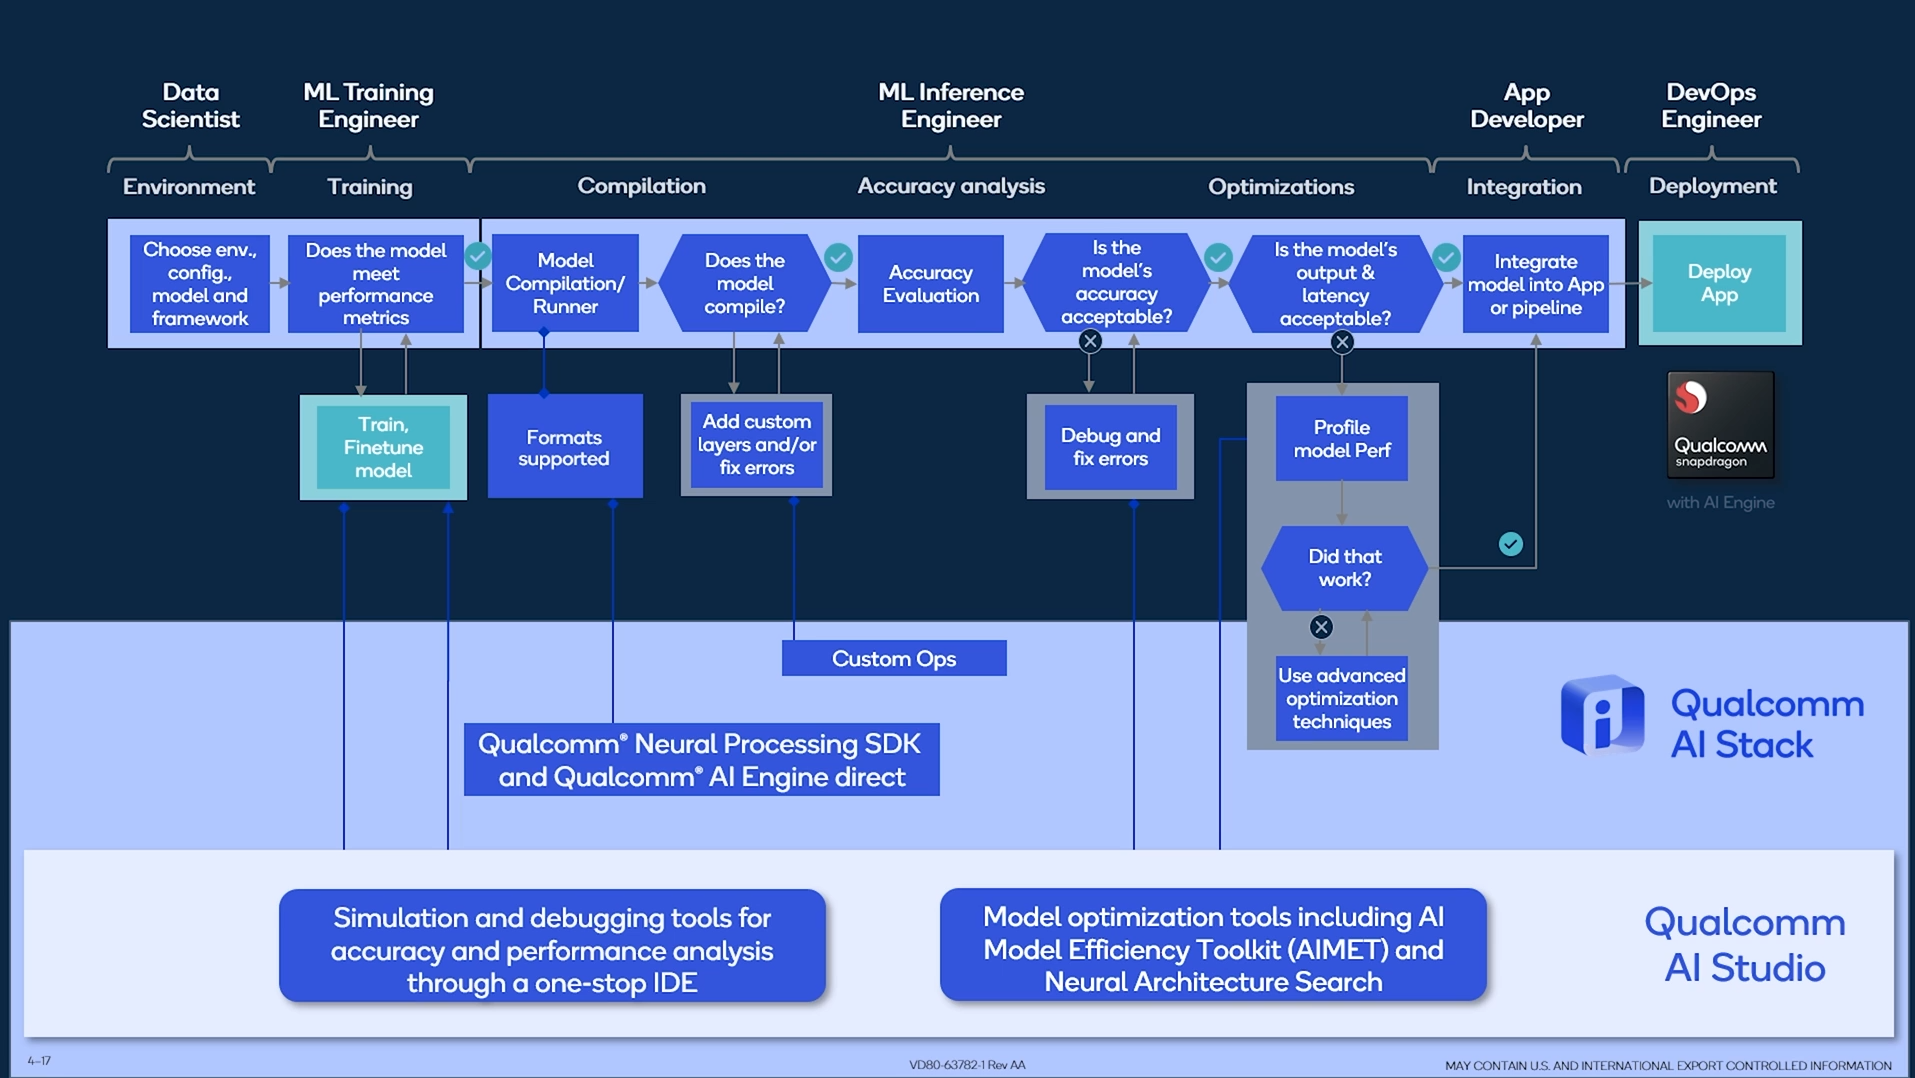 Data
Scientist
ML Training
Engineer
ML Inference
Engineer
App
Developer
DevOps
Engineer
Environment
Training
Compilation
Accuracy analysis
Optimizations
Integration
Deployment
Choose env.,
config.,
model and
framework
Does the model
meet
performance
metrics
Model
Compilation/
Runner
Does the
model
compile?
Accuracy
Evaluation
Is the
model's
accuracy
acceptable?
Is the model's
output &
latency
acceptable?
Integrate
model into App
or pipeline
Deploy
App
Train,
Finetune
model
Formats
supported
Add custom
layers and/or
fix errors
Debug and
fix errors
Profile
model Perf
Qualcomm
snapdragon
with AI Engine
Did that
work?
Use advanced
optimization
techniques
Custom Ops
Qualcomm® Neural Processing SDK
and Qualcomm® AI Engine direct
Qualcomm
AI Stack
Simulation and debugging tools for
accuracy and performance analysis
through a one-stop IDE
Model optimization tools including AI
Model Efficiency Toolkit (AIMET) and
Neural Architecture Search
Qualcomm
AI Studio
4-17
VD80-63782-1 Rev AA
MAY CONTAIN U.S. AND INTERNATIONAL EXPORT CONTROLLED INFORMATION